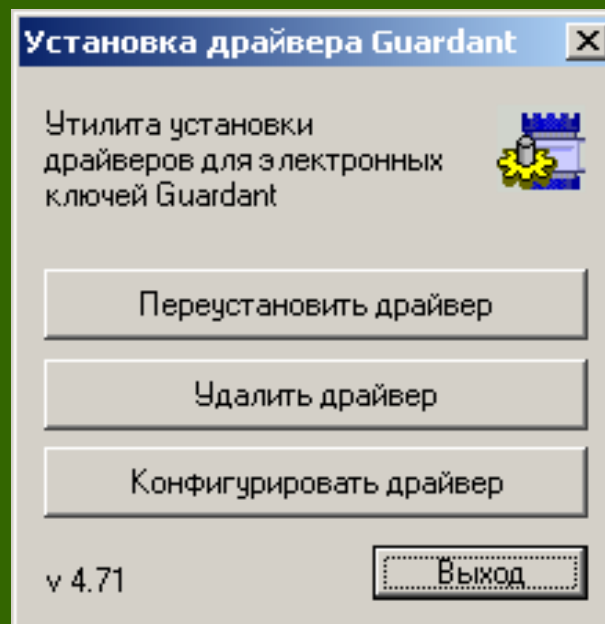 Установка драйвера Guardant
Утилита установки
драйверов для электронных
ключей Guardant
Переустановить драйвер
Удалить драйвер
Конфигурировать драйвер
v 4.71
Выход